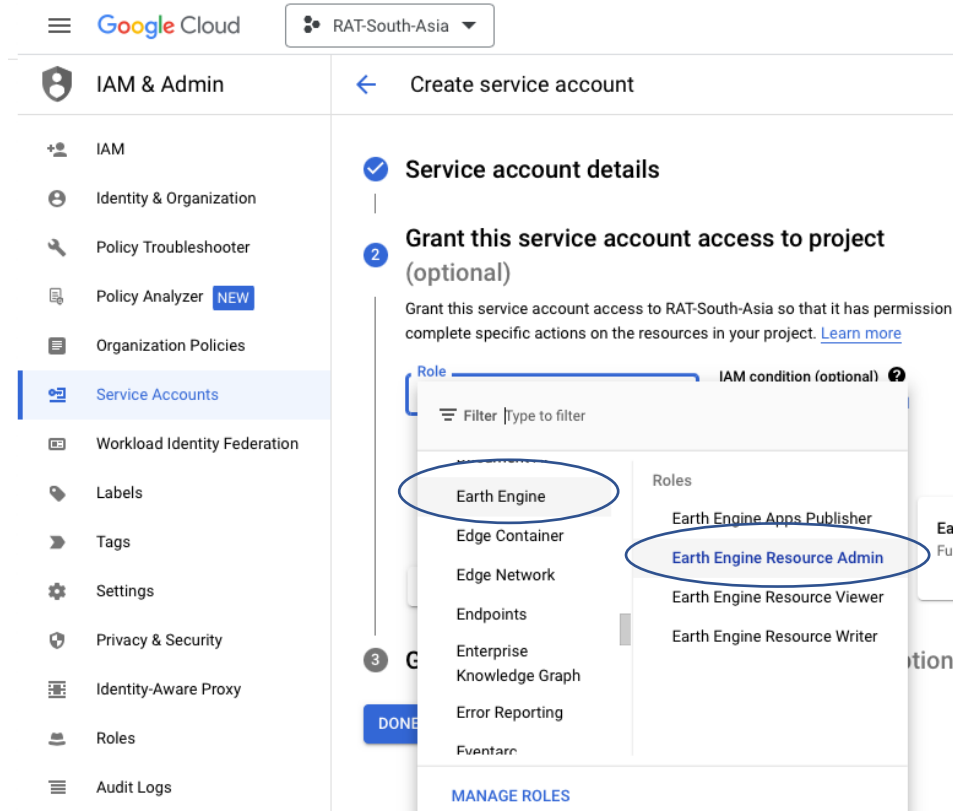 Google Cloud
RAT-South-Asia
IAM & Admin
Create service account
IAM
Identity & Organization
Policy Troubleshooter
Policy Analyzer NEW
Organization Policies
Service Accounts
Workload Identity Federation
Labels
Tags
Settings
Privacy & Security
Identity-Aware Proxy
Roles
Audit Logs
Service account details
2
Grant this service account access to project
(optional)
Grant this service account access to RAT-South-Asia so that it has permission
complete specific actions on the resources in your project. Learn more
Role
IAM condition (optional)
Filter Type to filter
Earth Engine
Edge Container
Edge Network
Endpoints
Enterprise
Knowledge Graph
Error Reporting
Eventarc
Roles
Earth Engine Apps Publisher
Earth Engine Resource Admin
Earth Engine Resource Viewer
Earth Engine Resource Writer
MANAGE ROLES
Ea
Fu
3
G
DONE